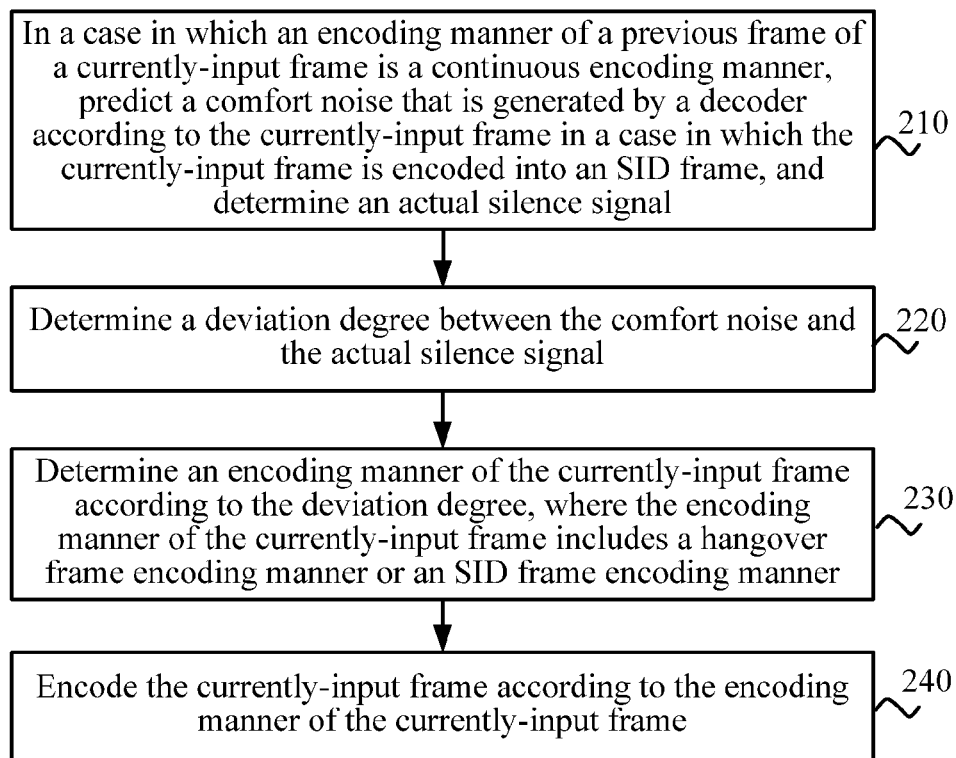 In a case in which an encoding manner of a previous frame of
a currently-input frame is a continuous encoding manner,
predict a comfort noise that is generated by a decoder
according to the currently-input frame in a case in which the
currently-input frame is encoded into an SID frame, and
determine an actual silence signal
210
Determine a deviation degree between the comfort noise and
the actual silence signal
220
Determine an encoding manner of the currently-input frame
according to the deviation degree, where the encoding
manner of the currently-input frame includes a hangover
frame encoding manner or an SID frame encoding manner
230
Encode the currently-input frame according to the encoding
manner of the currently-input frame
240